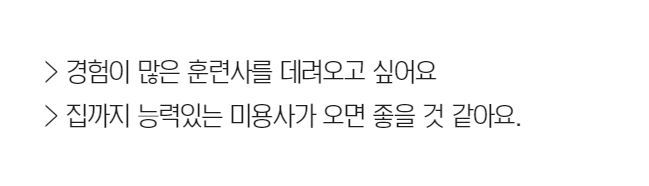 > 경험이 많은 훈련사를 데려오고 싶어요
> 집까지 능력있는 미용사가 오면 좋을 것 같아요.